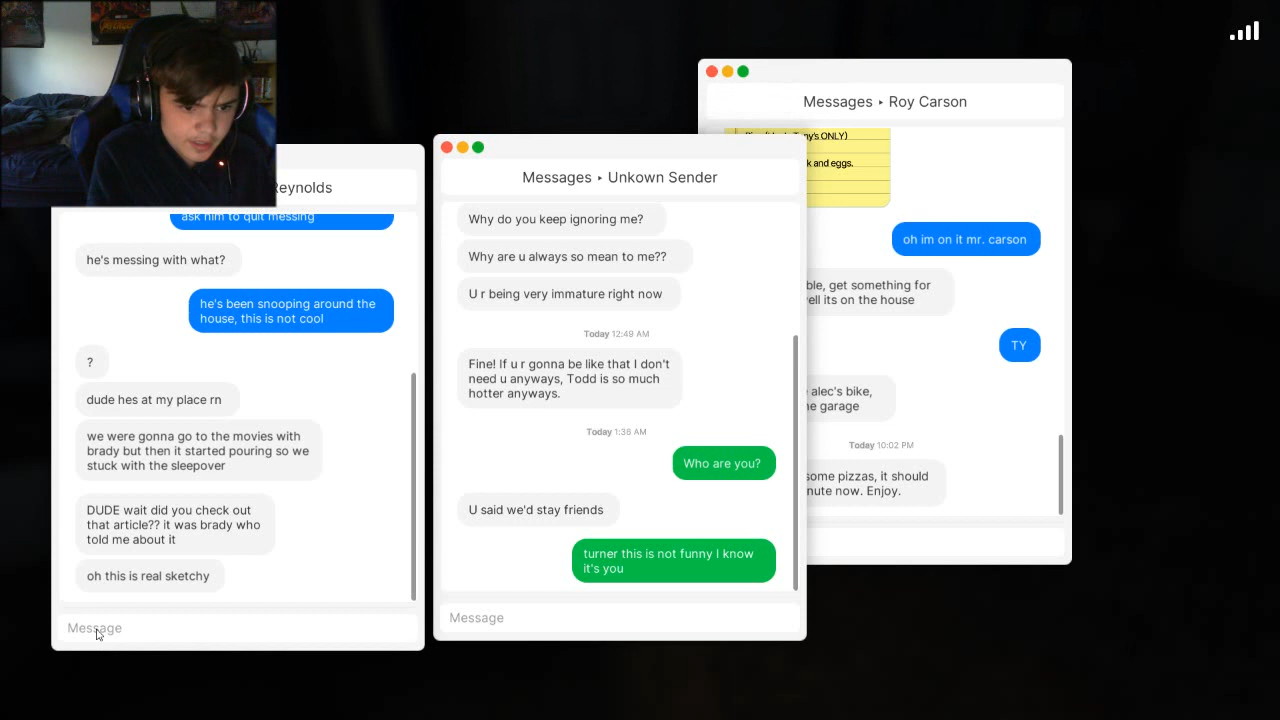 Reynolds
ask him to quit messing
he's messing with what?
he's been snooping around the
house, this is not cool
?
dude hes at my place rn
we were gonna go to the movies with
brady but then it started pouring so we
stuck with the sleepover
DUDE wait did you check out
that article?? it was brady who
told me about it
oh this is real sketchy
Message
Messages ‣ Unkown Sender
Why do you keep ignoring me?
Why are u always so mean to me??
U r being very immature right now
Today 12:49 AM
Fine! If u r gonna be like that I don't
need u anyways, Todd is so much
hotter anyways.
Today 1:36 AM
Who are you?
U said we'd stay friends
turner this is not funny I know
it's you
Message
Messages ‣ Roy Carson
ONLY)
and eggs.
oh im on it mr. carson
get something for
its on the house
TY
alec's bike,
garage
Today 10:02 PM
some pizzas, it should
now. Enjoy.